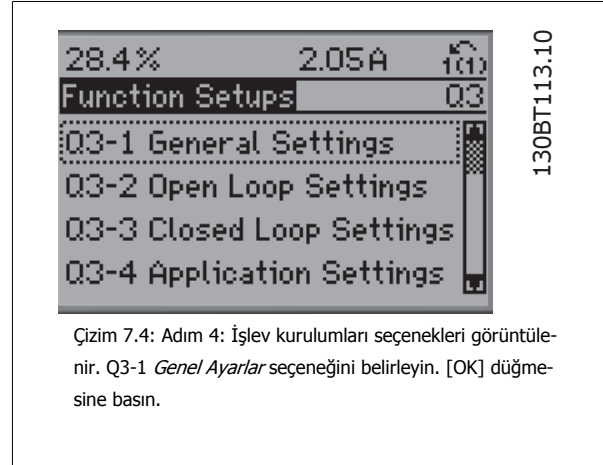 28.4% 2.05A 1(1)
Function Setups Q3
Q3-1 General Settings
Q3-2 Open Loop Settings
Q3-3 Closed Loop Settings
Q3-4 Application Settings
130BT113.10
Çizim 7.4: Adım 4: İşlev kurulumları seçenekleri görüntüle-
nir. Q3-1 Genel Ayarlar seçeneğini belirleyin. [OK] düğme-
sine basın.